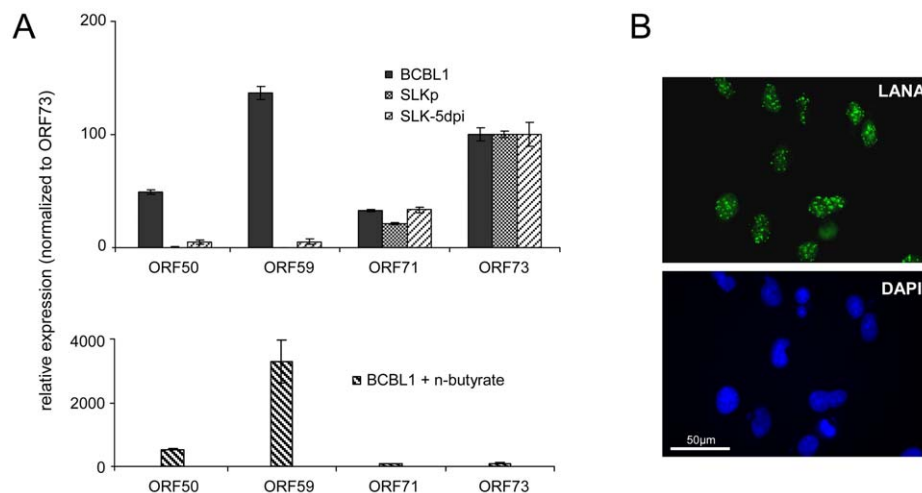 A
relative expression (normalized to ORF73)
200
100
0
BCBL1
SLKp
SLK-5dpi
ORF50 ORF59 ORF71 ORF73
4000
2000
0
BCBL1 + n-butyrate
ORF50 ORF59 ORF71 ORF73
B
LANA
DAPI
50µm